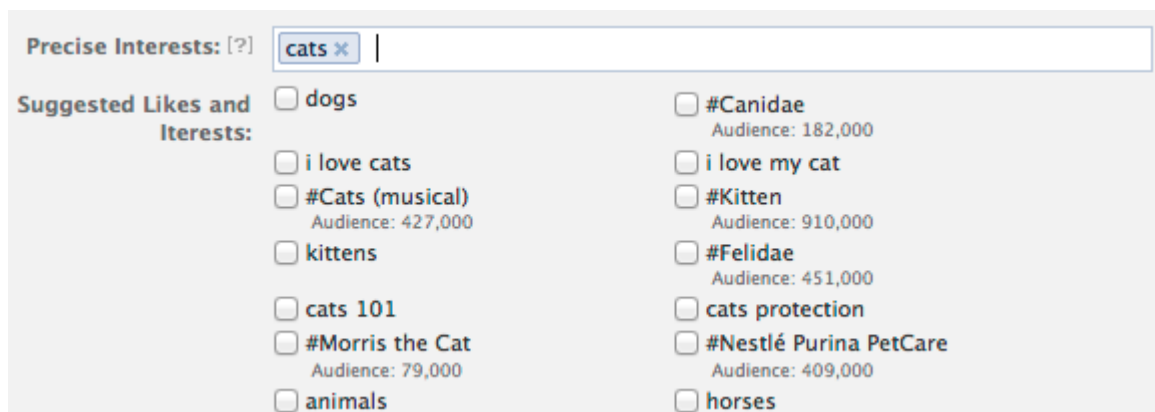 Precise Interests: [?] cats ×
Suggested Likes and Iterests:
dogs
#Canidae
Audience: 182,000
i love cats
i love my cat
#Cats (musical)
Audience: 427,000
#Kitten
Audience: 910,000
kittens
#Felidae
Audience: 451,000
cats 101
cats protection
#Morris the Cat
Audience: 79,000
#Nestlé Purina PetCare
Audience: 409,000
animals
horses